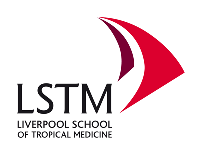 LSTM
LIVERPOOL SCHOOL
OF TROPICAL MEDICINE